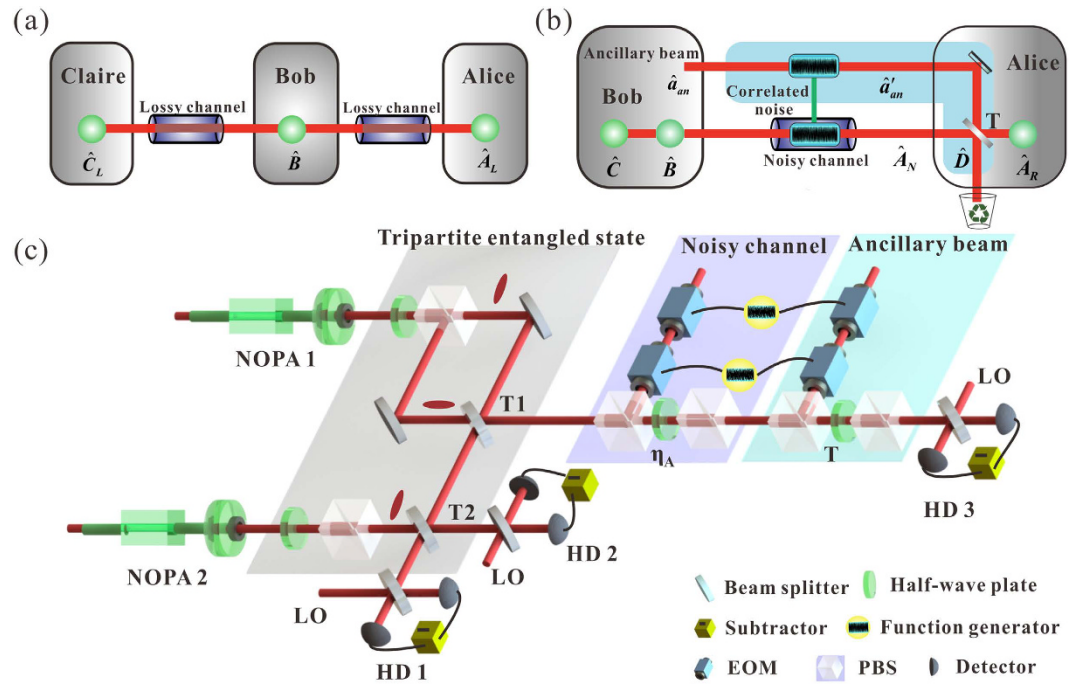 (a)
Claire
Bob
Alice
Lossy channel
Lossy channel
Ĉ_L
B̂
Â_L
(b)
Ancillary beam
Alice
â_an
Correlated
noise
â′_an
Bob
T
Ĉ
B̂
Noisy channel
Â_N
D̂
Â_R
(c)
Tripartite entangled state
Noisy channel
Ancillary beam
NOPA 1
T1
LO
η_A
T
HD 3
T2
NOPA 2
LO
HD 2
LO
HD 1
Beam splitter
Half-wave plate
Subtractor
Function generator
EOM
PBS
Detector